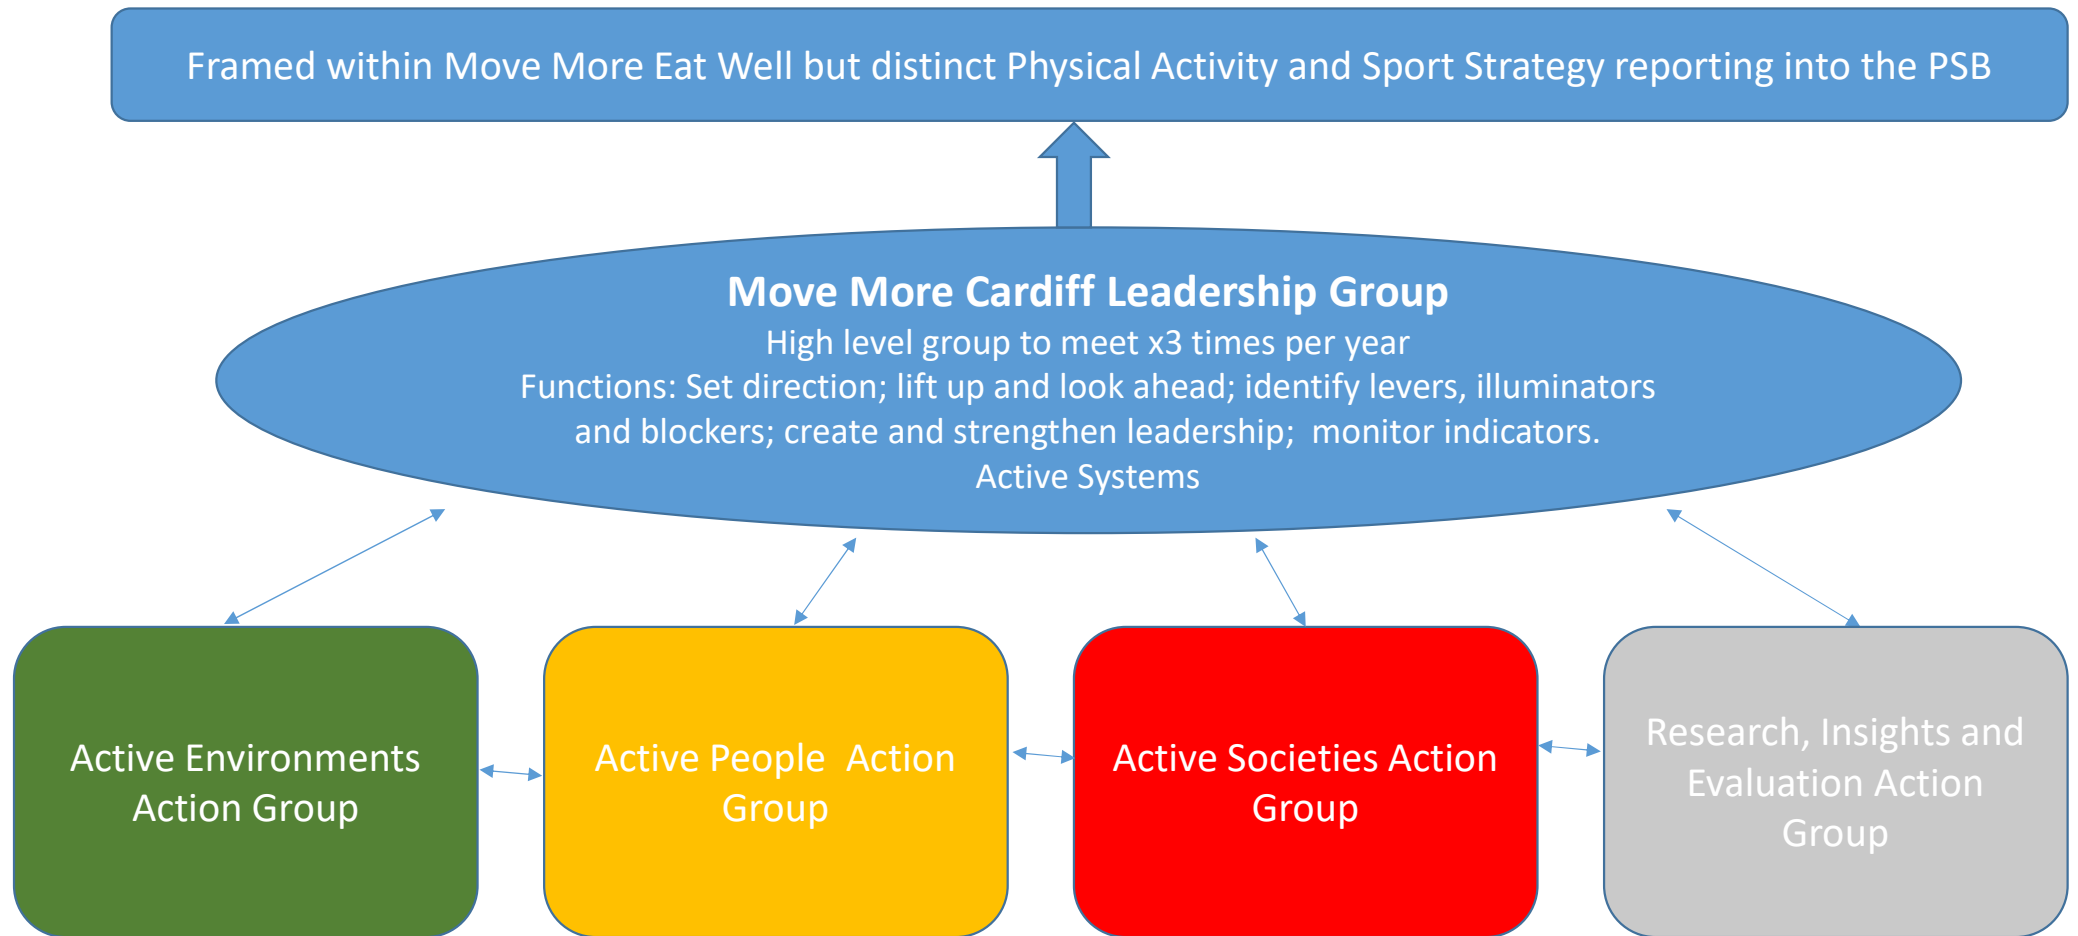 Framed within Move More Eat Well but distinct Physical Activity and Sport Strategy reporting into the PSB
Move More Cardiff Leadership Group
High level group to meet x3 times per year
Functions: Set direction; lift up and look ahead; identify levers, illuminators
and blockers; create and strengthen leadership;  monitor indicators.
Active Systems
Active Environments
Action Group
Active People  Action
Group
Active Societies Action
Group
Research, Insights and
Evaluation Action
Group